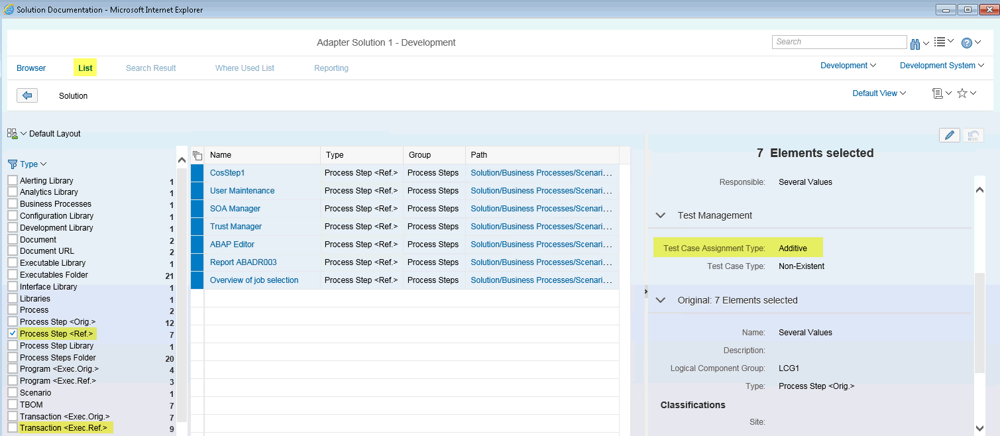 Solution Documentation - Microsoft Internet Explorer
Adapter Solution 1 - Development
Search
Browser
List
Search Result
Where Used List
Reporting
Development
Development System
Solution
Default View
Default Layout
Type
Alerting Library 1
Analytics Library 1
Business Processes 1
Configuration Library 1
Development Library 1
Document 2
Document URL 2
Executable Library 1
Executables Folder 21
Interface Library 1
Libraries 1
Process 2
Process Step <Orig.> 12
Process Step <Ref.> 7
Process Step Library 1
Process Steps Folder 20
Program <Exec.Orig.> 4
Program <Exec.Ref.> 3
Scenario 1
TBOM 7
Transaction <Exec.Orig.> 7
Transaction <Exec.Ref.> 9
Name Type Group Path
CosStep1 Process Step <Ref.> Process Steps Solution/Business Processes/Scenari...
User Maintenance Process Step <Ref.> Process Steps Solution/Business Processes/Scenari...
SOA Manager Process Step <Ref.> Process Steps Solution/Business Processes/Scenari...
Trust Manager Process Step <Ref.> Process Steps Solution/Business Processes/Scenari...
ABAP Editor Process Step <Ref.> Process Steps Solution/Business Processes/Scenari...
Report ABADR003 Process Step <Ref.> Process Steps Solution/Business Processes/Scenari...
Overview of job selection Process Step <Ref.> Process Steps Solution/Business Processes/Scenari...
7 Elements selected
Responsible: Several Values
Test Management
Test Case Assignment Type: Additive
Test Case Type: Non-Existent
Original: 7 Elements selected
Name: Several Values
Description:
Logical Component Group: LCG1
Type: Process Step <Orig.>
Classifications
Site: